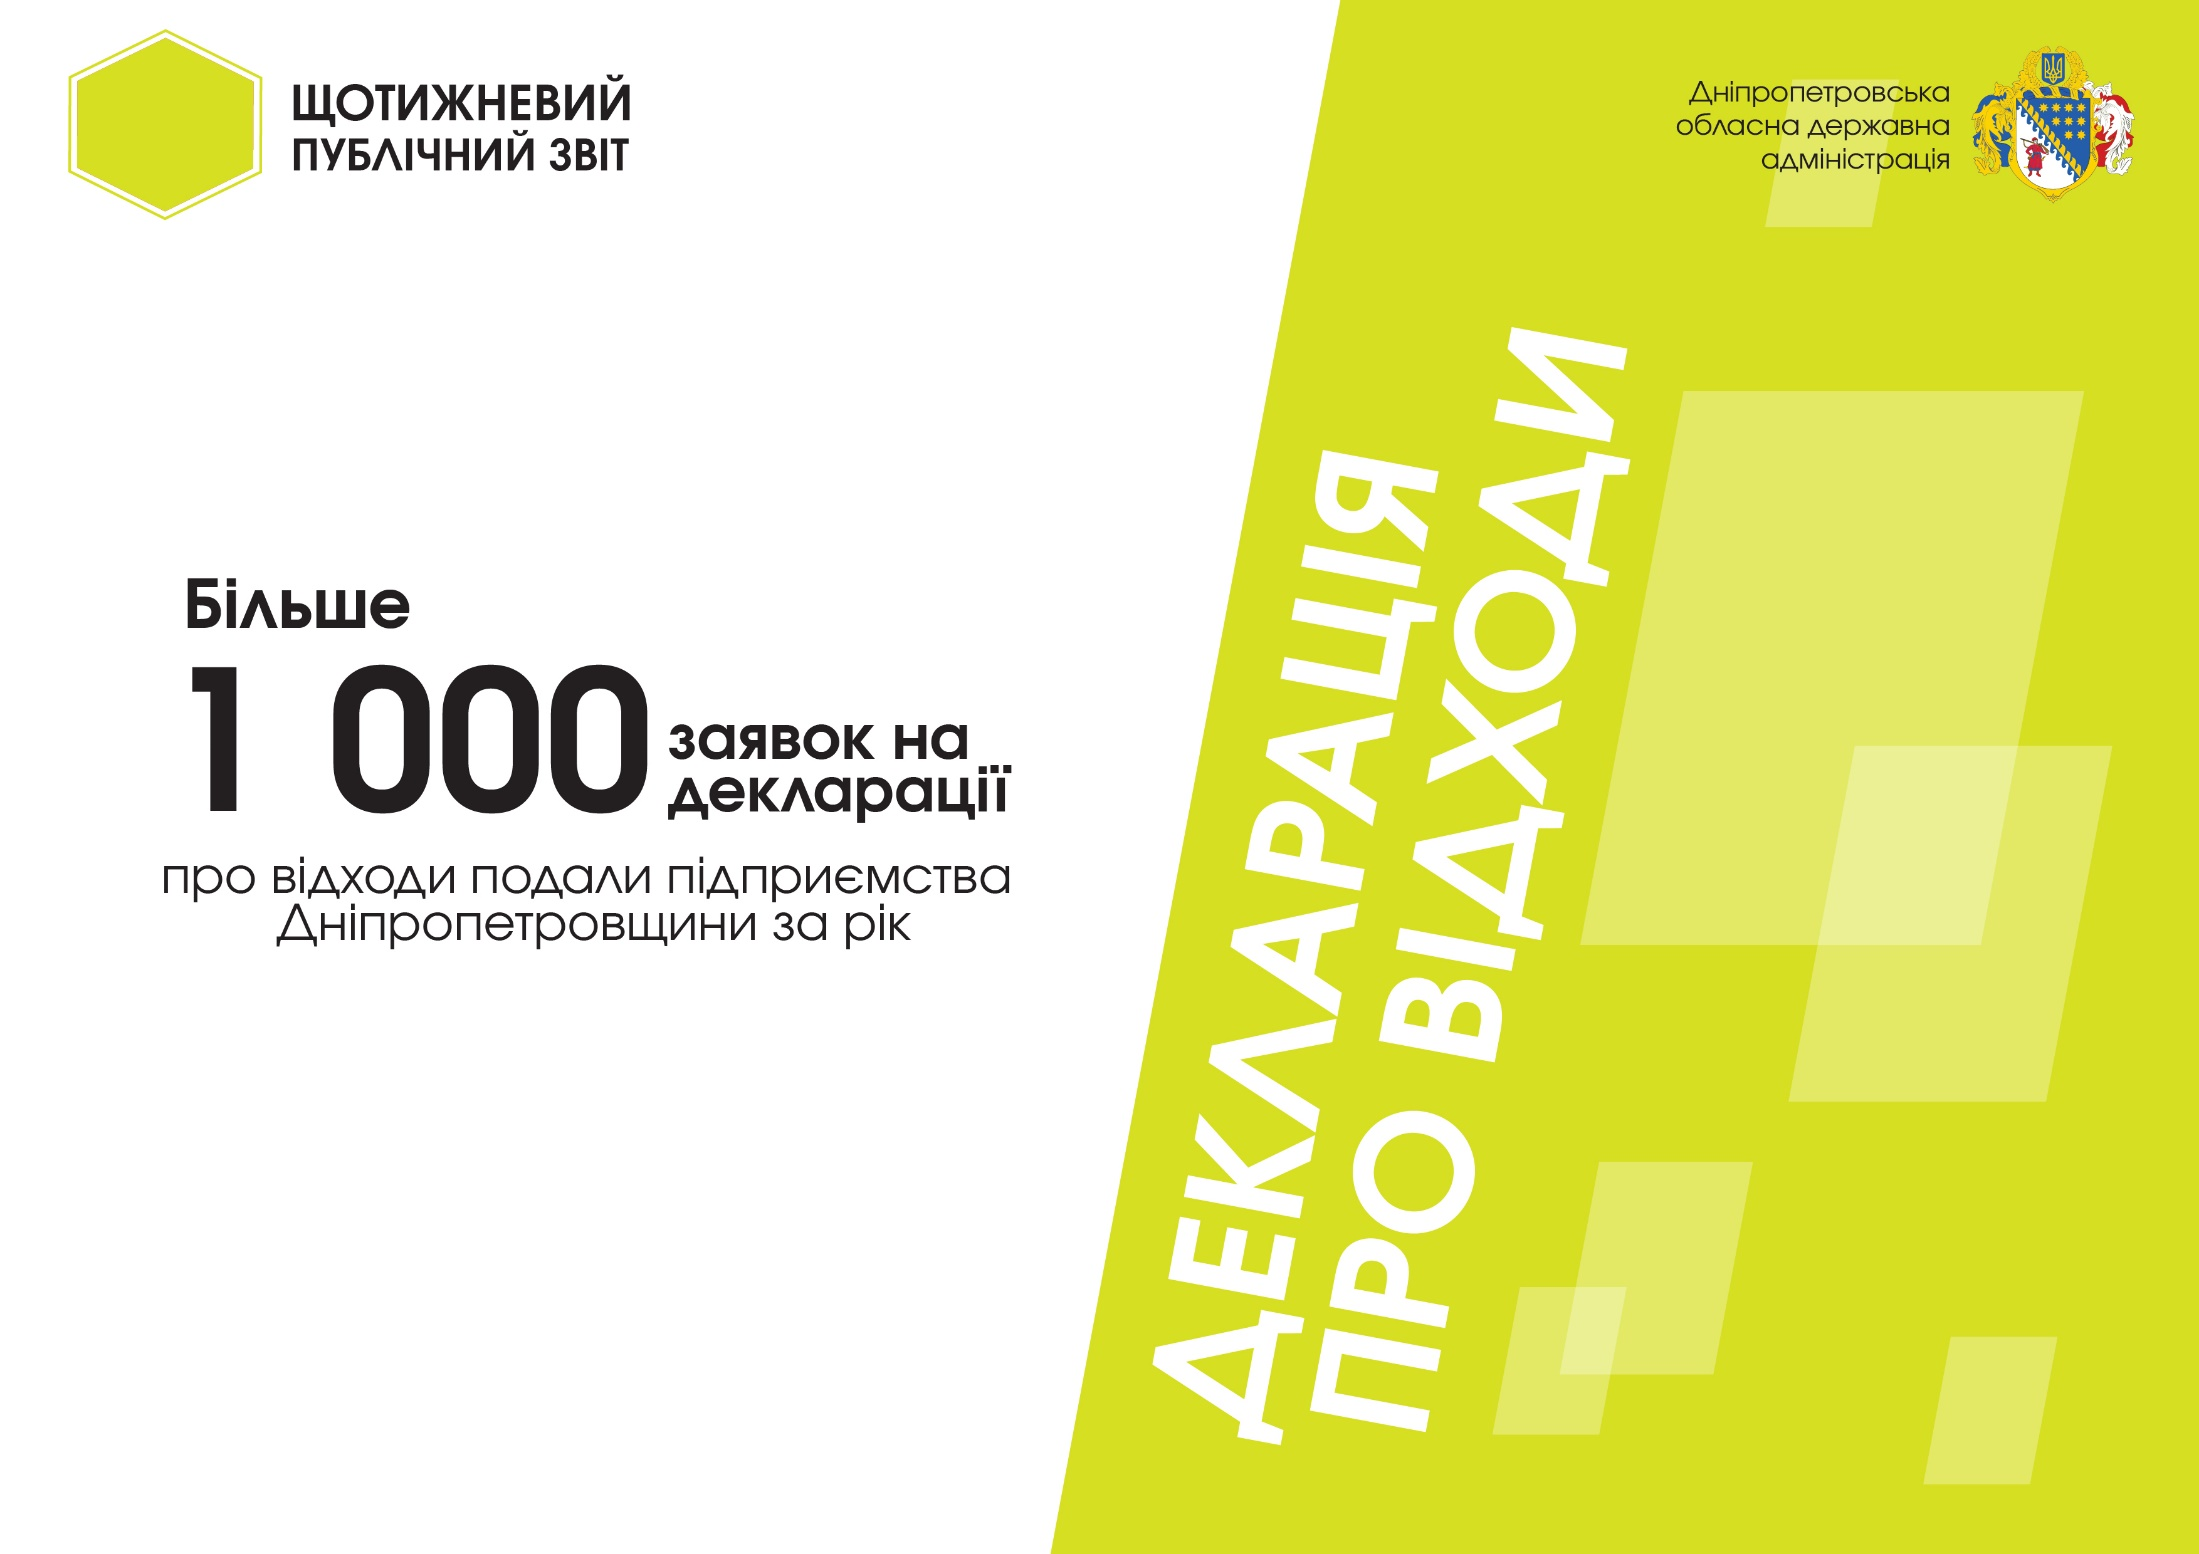 ЩОТИЖНЕВИЙ
ПУБЛІЧНИЙ ЗВІТ
Дніпропетровська
обласна державна
адміністрація
Більше
1 000 заявок на
декларації
про відходи подали підприємства
Дніпропетровщини за рік
ДЕКЛАРАЦІЯ
ПРО ВІДХОДИ